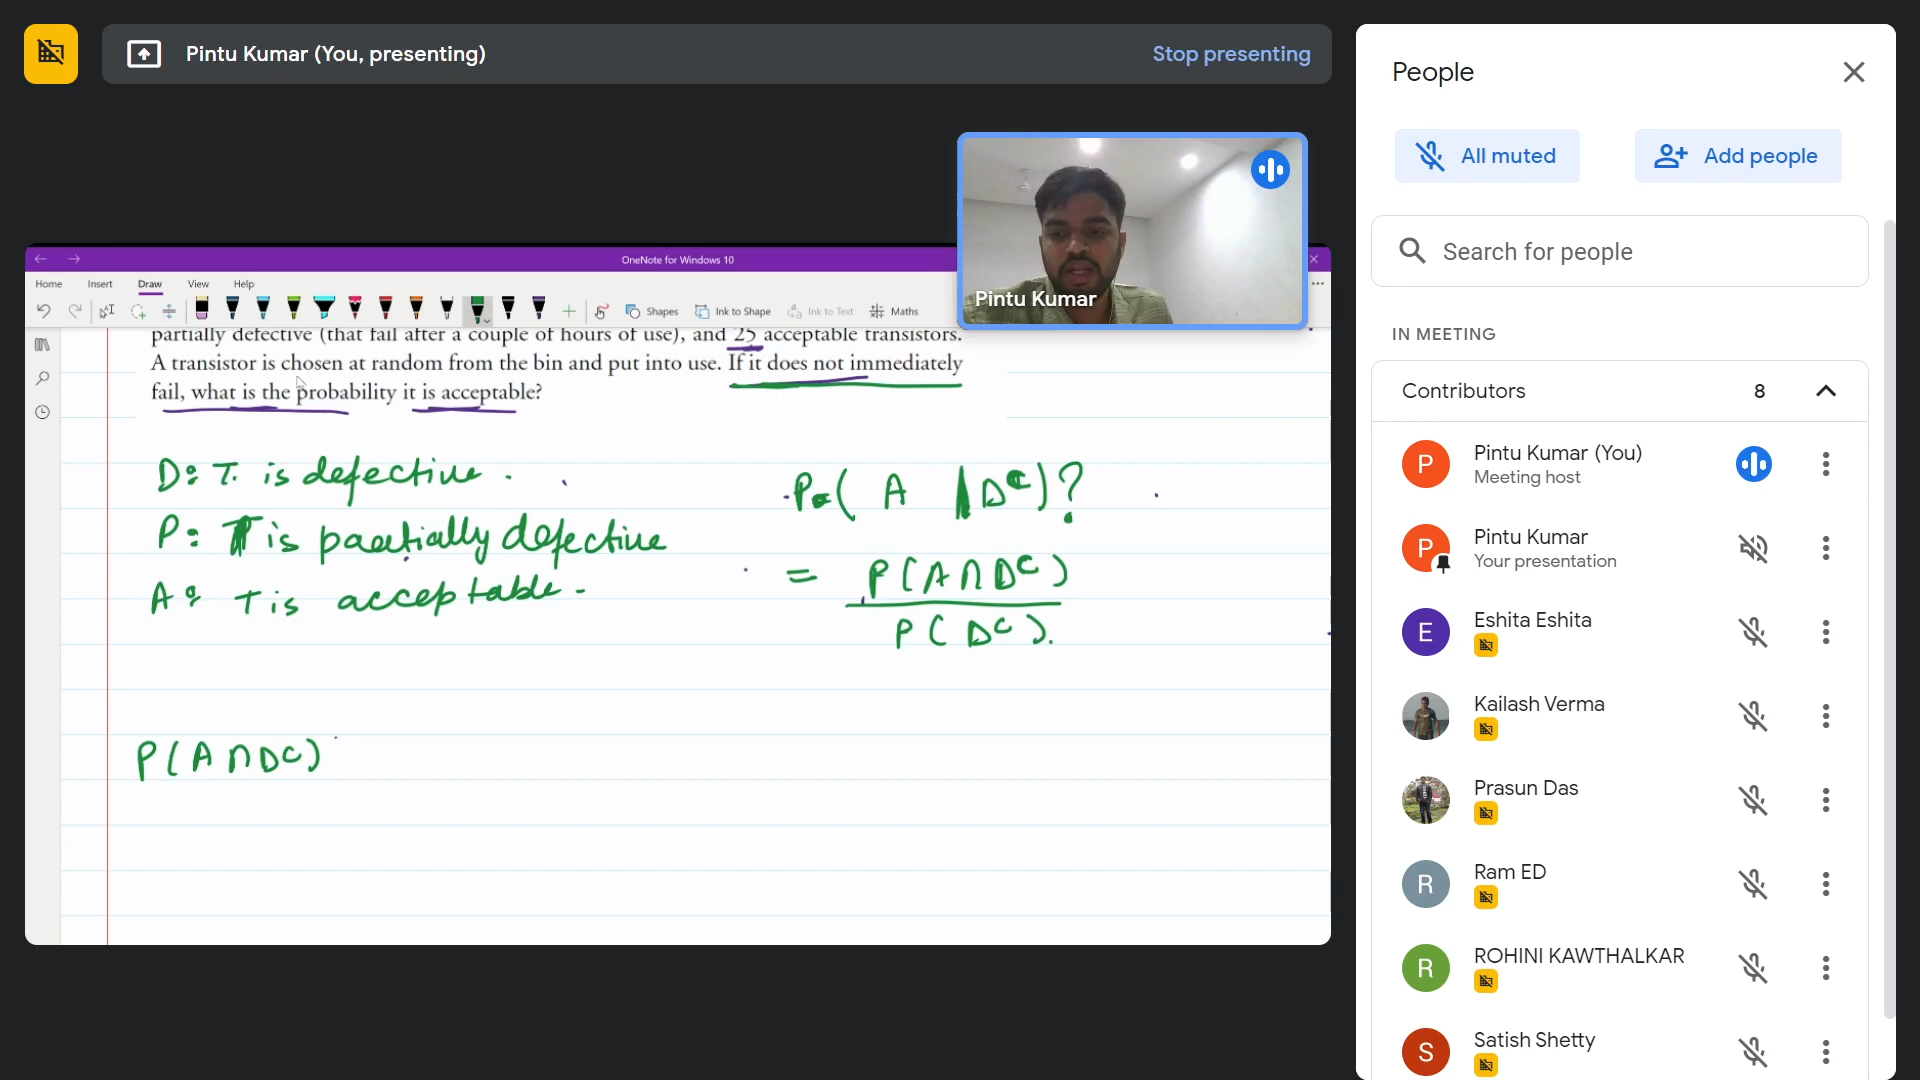 Pintu Kumar (You, presenting)
Stop presenting
Pintu Kumar
OneNote for Windows 10
Home Insert Draw View Help
Shapes Ink to Shape Ink to Text Maths
partially defective (that fail after a couple of hours of use), and 25 acceptable transistors.
A transistor is chosen at random from the bin and put into use. If it does not immediately
fail, what is the probability it is acceptable?
D: T. is defective.
P: T is partially defective
A: T is acceptable.
P(A | D^c)?
= P(A∩D^c)
P(D^c).
P(A∩D^c)
People
All muted
Add people
Search for people
IN MEETING
Contributors 8
P
Pintu Kumar (You)
Meeting host
P
Pintu Kumar
Your presentation
E
Eshita Eshita
Kailash Verma
Prasun Das
R
Ram ED
R
ROHINI KAWTHALKAR
S
Satish Shetty